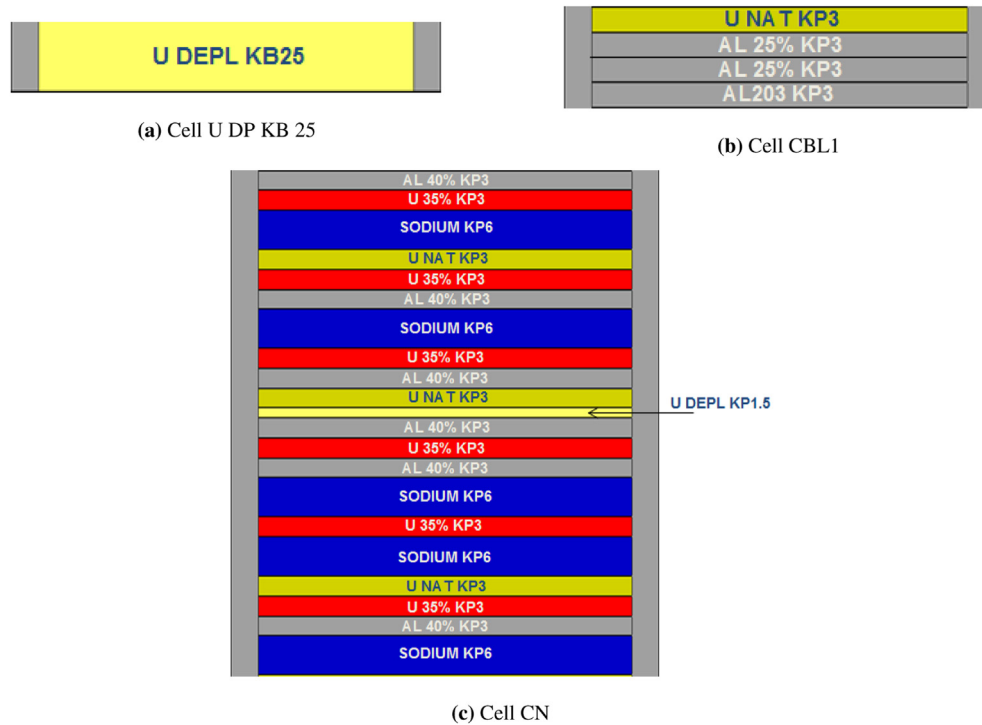 U DEPL KB25
(a) Cell U DP KB 25
U NAT KP3
AL 25% KP3
AL 25% KP3
AL203 KP3
(b) Cell CBL1
AL 40% KP3
U 35% KP3
SODIUM KP6
U NAT KP3
U 35% KP3
AL 40% KP3
SODIUM KP6
U 35% KP3
AL 40% KP3
U NAT KP3
U DEPL KP1.5
AL 40% KP3
U 35% KP3
AL 40% KP3
SODIUM KP6
U 35% KP3
SODIUM KP6
U NAT KP3
U 35% KP3
AL 40% KP3
SODIUM KP6
(c) Cell CN